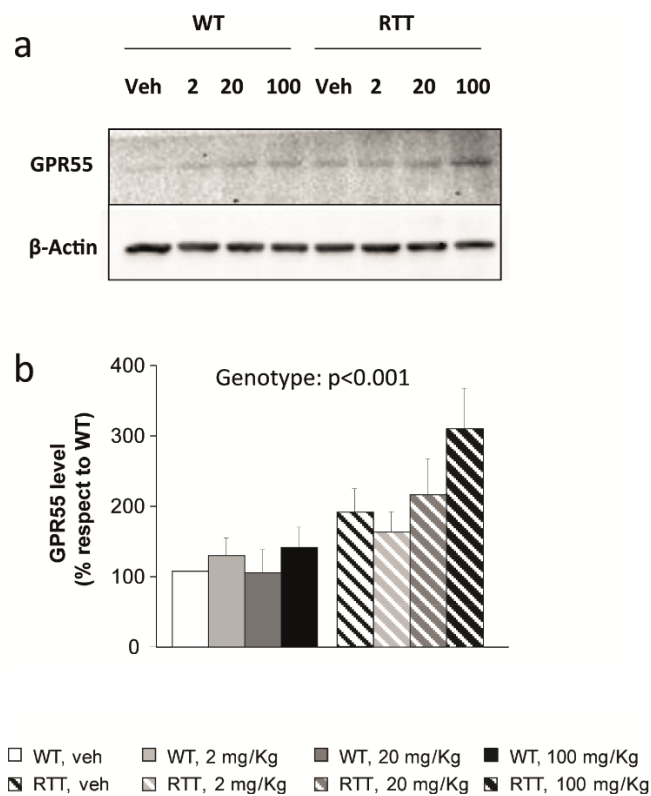 WT RTT
a
Veh 2 20 100 Veh 2 20 100
GPR55
β-Actin
b
Genotype: p<0.001
GPR55 level
(% respect to WT)
400
300
200
100
0
WT, veh WT, 2 mg/Kg WT, 20 mg/Kg WT, 100 mg/Kg
RTT, veh RTT, 2 mg/Kg RTT, 20 mg/Kg RTT, 100 mg/Kg